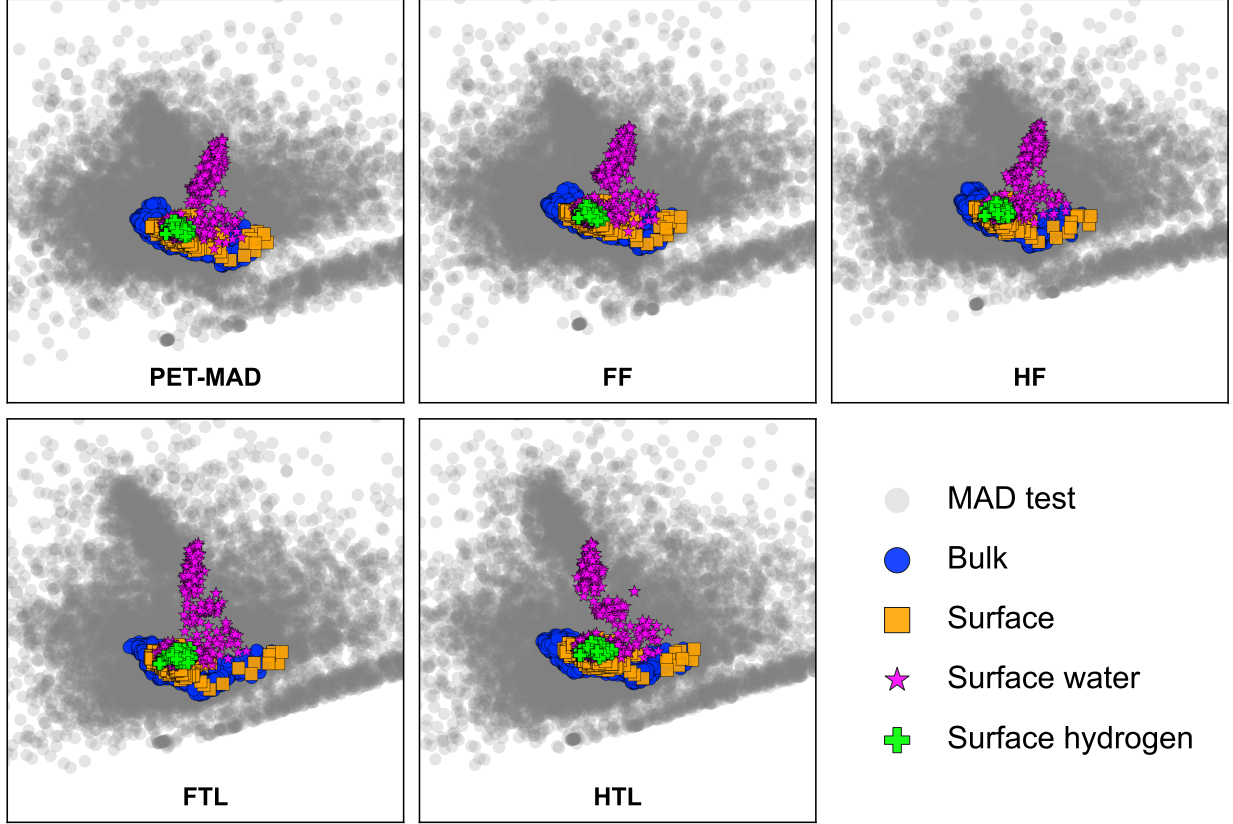 PET-MAD
FF
HF
FTL
HTL
MAD test
Bulk
Surface
Surface water
Surface hydrogen